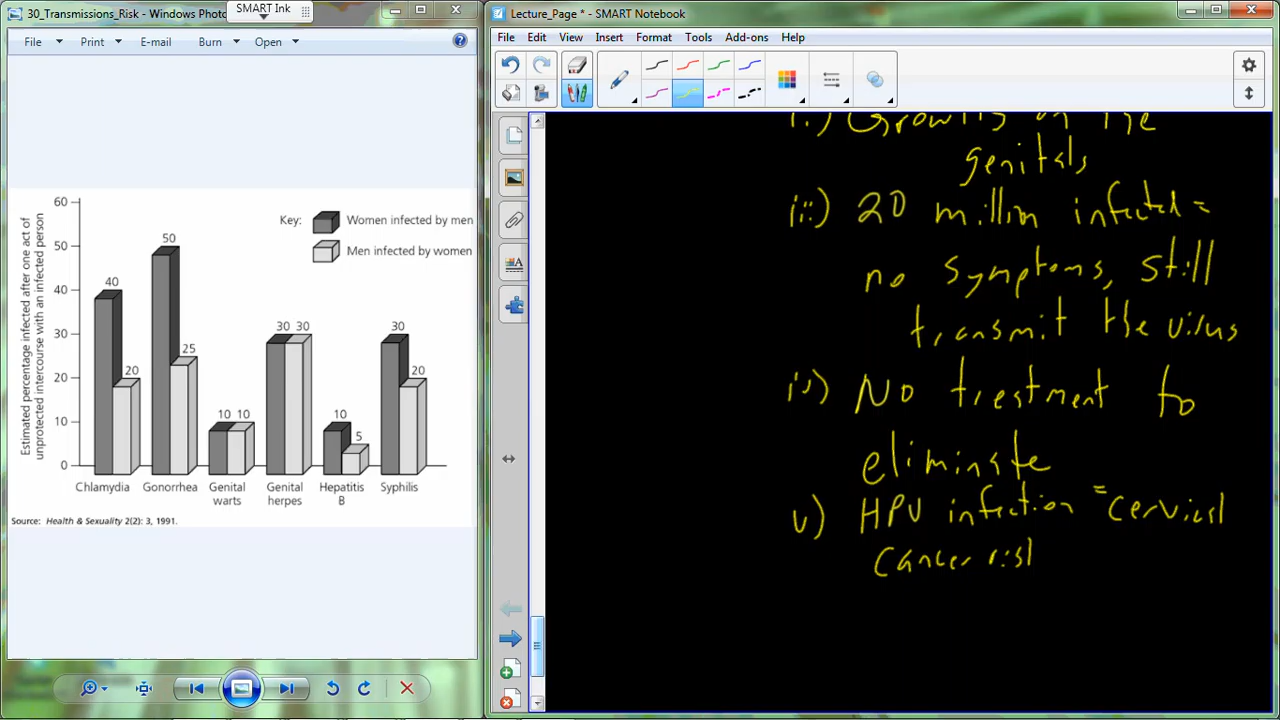 30_Transmissions_Risk - Windows Photo
SMART Ink
File Print E-mail Burn Open
60
50
40
30
20
10
0
Estimated percentage infected after one act of
unprotected intercourse with an infected person
Key:
Women infected by men
Men infected by women
40
20
50
25
10
10
30
30
10
5
30
20
Chlamydia
Gonorrhea
Genital
warts
Genital
herpes
Hepatitis
B
Syphilis
Source: Health & Sexuality 2(2): 3, 1991.
Lecture_Page * - SMART Notebook
File Edit View Insert Format Tools Add-ons Help
Growths on the
genitals
iii) 20 million infected =
no symptoms, still
transmit the virus
iv) No treatment to
eliminate
v) HPV infection = cervical
cancer risk